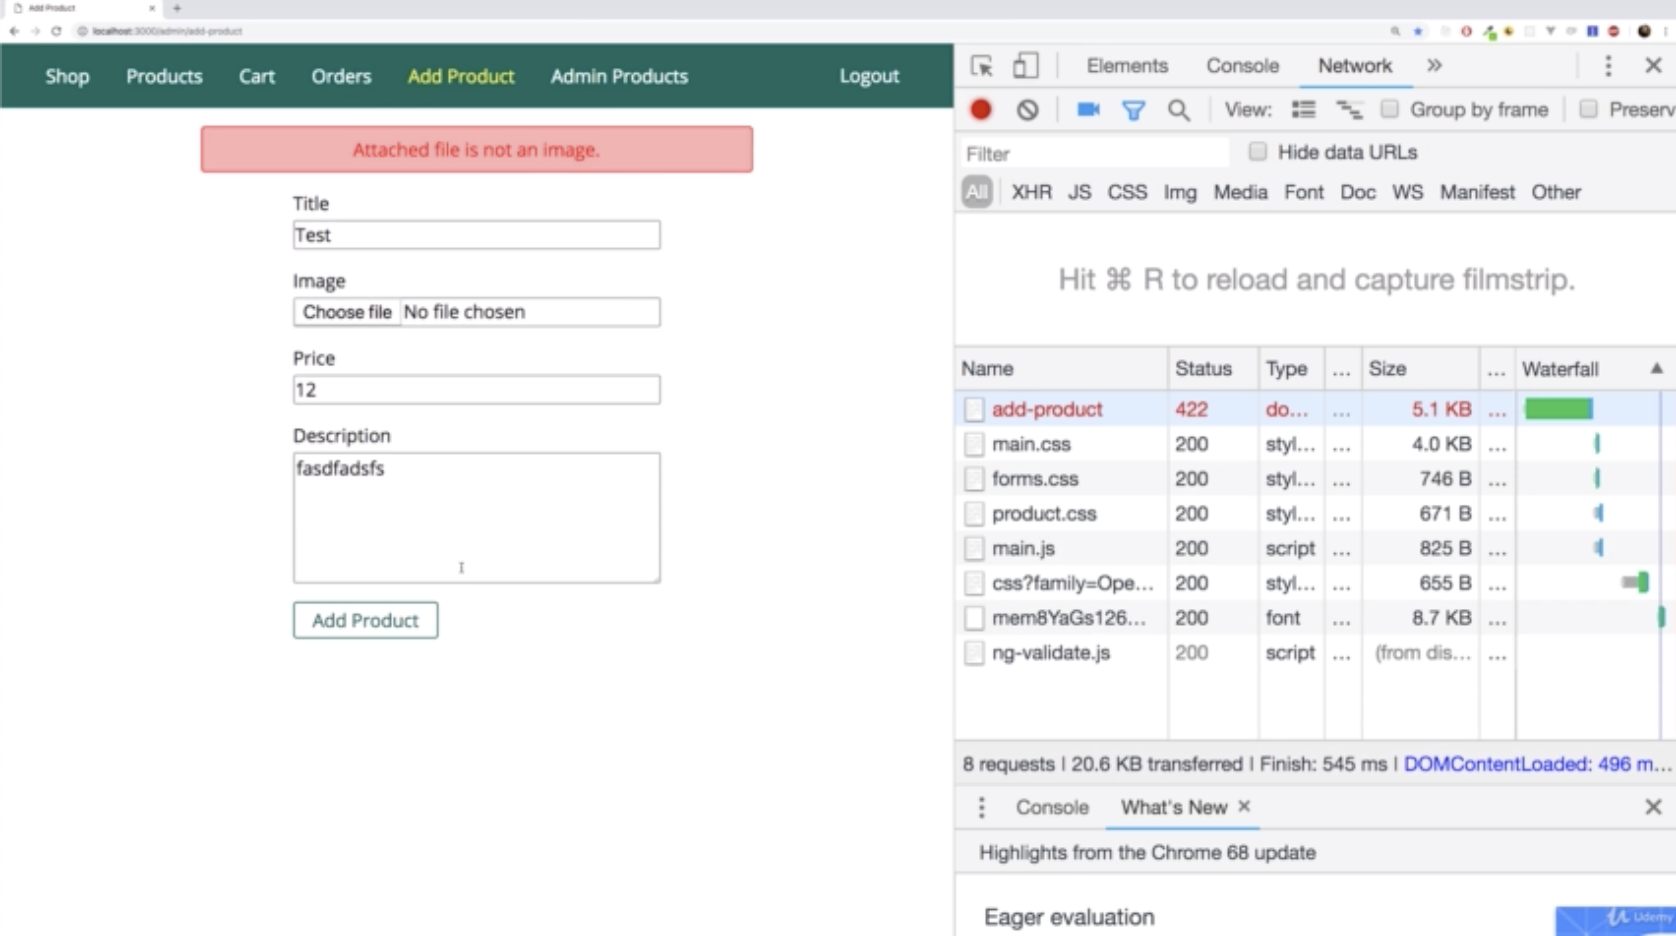 Add Product
localhost:3000/admin/add-product
Shop Products Cart Orders Add Product Admin Products Logout
Attached file is not an image.
Title
Test
Image
Choose file No file chosen
Price
12
Description
fasdfadsfs
Add Product
Elements Console Network
View: Group by frame Preserv
Filter Hide data URLs
All XHR JS CSS Img Media Font Doc WS Manifest Other
Hit ⌘ R to reload and capture filmstrip.
Name Status Type ... Size ... Waterfall ▲
add-product 422 do... ... 5.1 KB ...
main.css 200 styl... ... 4.0 KB ...
forms.css 200 styl... ... 746 B ...
product.css 200 styl... ... 671 B ...
main.js 200 script ... 825 B ...
css?family=Ope... 200 styl... ... 655 B ...
mem8YaGs126... 200 font ... 8.7 KB ...
ng-validate.js 200 script ... (from dis... ...
8 requests | 20.6 KB transferred | Finish: 545 ms | DOMContentLoaded: 496 m...
Console What's New
Highlights from the Chrome 68 update
Eager evaluation
Udemy